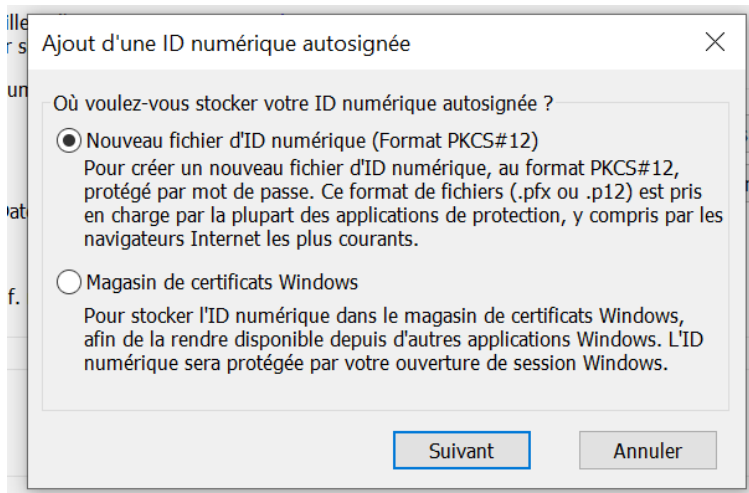 ille
r s
Ajout d'une ID numérique autosignée
un
Où voulez-vous stocker votre ID numérique autosignée ?
Nouveau fichier d'ID numérique (Format PKCS#12)
Pour créer un nouveau fichier d'ID numérique, au format PKCS#12,
protégé par mot de passe. Ce format de fichiers (.pfx ou .p12) est pris
en charge par la plupart des applications de protection, y compris par les
navigateurs Internet les plus courants.
Dat
Magasin de certificats Windows
f.
Pour stocker l'ID numérique dans le magasin de certificats Windows,
afin de la rendre disponible depuis d'autres applications Windows. L'ID
numérique sera protégée par votre ouverture de session Windows.
Suivant
Annuler